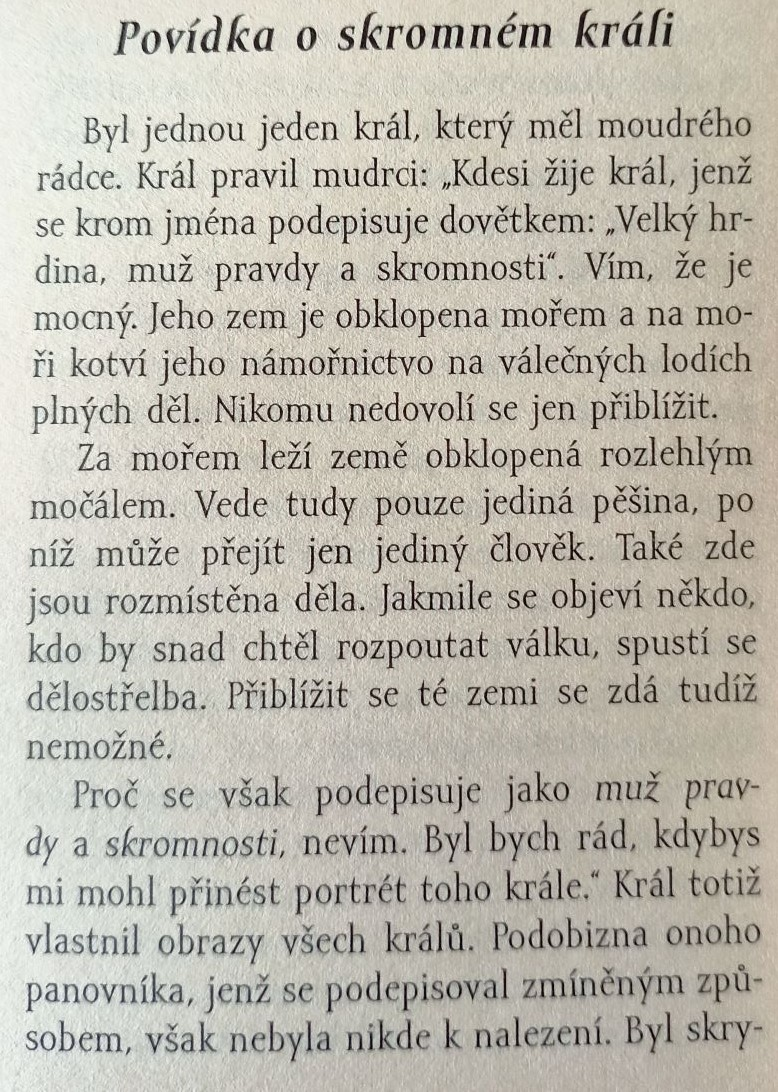 Povídka o skromném králi
Byl jednou jeden král, který měl moudrého
rádce. Král pravil mudrci: „Kdesi žije král, jenž
se krom jména podepisuje dovětkem: „Velký hr-
dina, muž pravdy a skromnosti“. Vím, že je
mocný. Jeho zem je obklopena mořem a na mo-
ři kotví jeho námořnictvo na válečných lodích
plných děl. Nikomu nedovolí se jen přiblížit.
Za mořem leží země obklopená rozlehlým
močálem. Vede tudy pouze jediná pěšina, po
níž může přejít jen jediný člověk. Také zde
jsou rozmístěna děla. Jakmile se objeví někdo,
kdo by snad chtěl rozpoutat válku, spustí se
dělostřelba. Přiblížit se té zemi se zdá tudíž
nemožné.
Proč se však podepisuje jako muž prav-
dy a skromnosti, nevím. Byl bych rád, kdybys
mi mohl přinést portrét toho krále.“ Král totiž
vlastnil obrazy všech králů. Podobizna onoho
panovníka, jenž se podepisoval zmíněným způ-
sobem, však nebyla nikde k nalezení. Byl skry-